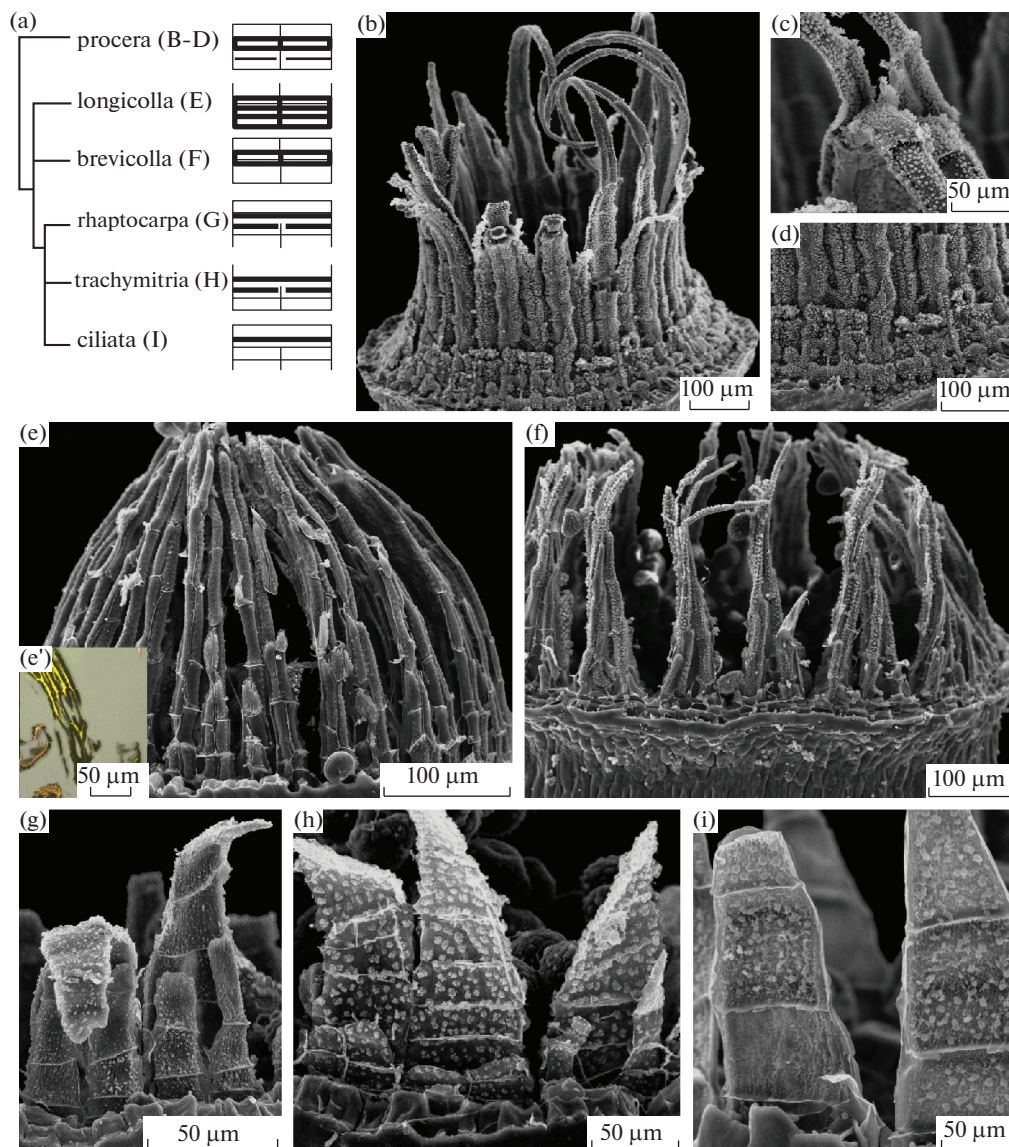 (a)
procera (B-D)
longicolla (E)
brevicolla (F)
rhaptocarpa (G)
trachymitria (H)
ciliata (I)
(b)
100 µm
(c)
50 µm
(d)
100 µm
(e)
100 µm
(e')
50 µm
(f)
100 µm
(g)
50 µm
(h)
50 µm
(i)
50 µm